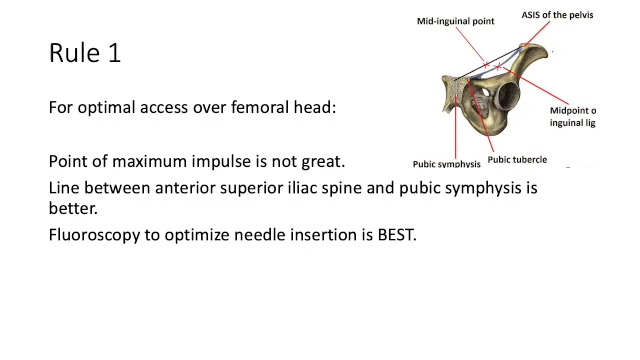 Rule 1
For optimal access over femoral head:
Point of maximum impulse is not great.
Line between anterior superior iliac spine and pubic symphysis is
better.
Fluoroscopy to optimize needle insertion is BEST.
ASIS of the pelvis
Mid-inguinal point
Midpoint o
inguinal lig
Pubic symphysis
Pubic tubercle